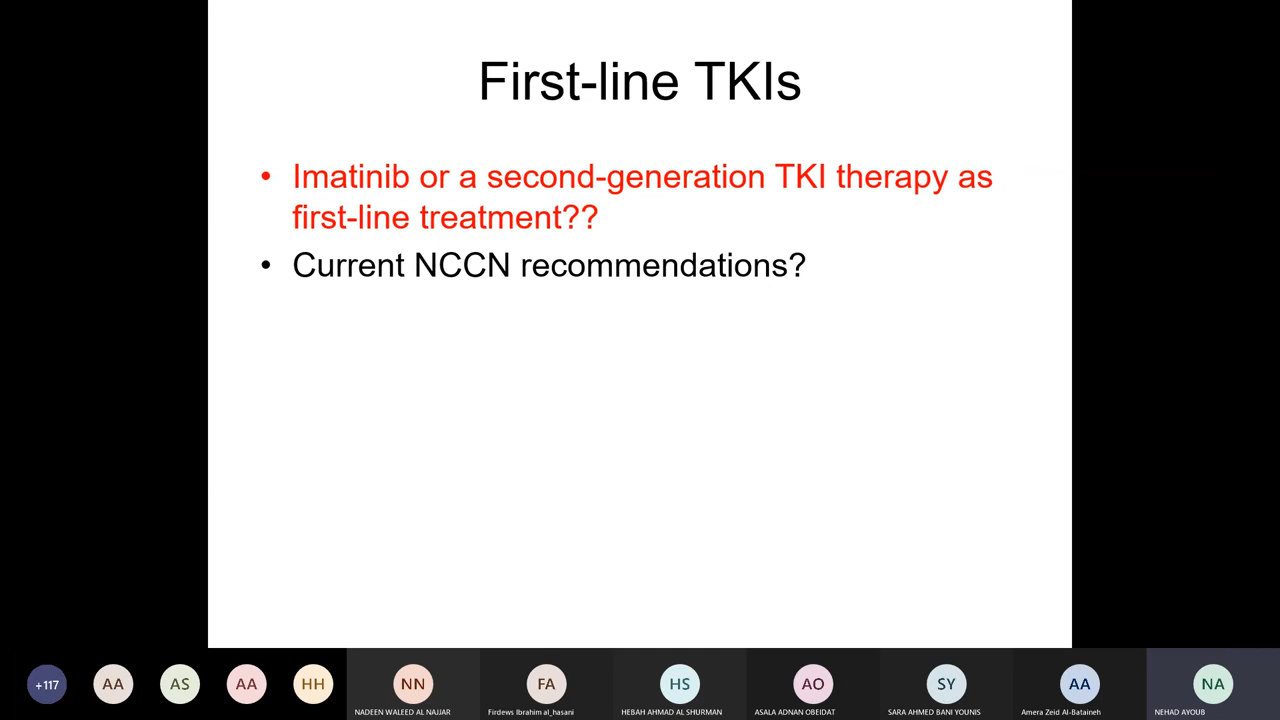 First-line TKIs
• Imatinib or a second-generation TKI therapy as
first-line treatment??
• Current NCCN recommendations?
+117
AA
AS
AA
HH
NN
FA
HS
AO
SY
AA
NA
NADEEN WALEED AL NAJJAR
Firdews Ibrahim al_hasani
HEBAH AHMAD AL SHURMAN
ASALA ADNAN OBEIDAT
SARA AHMED BANI YOUNIS
Amera Zeid Al-Bataineh
NEHAD AYOUB